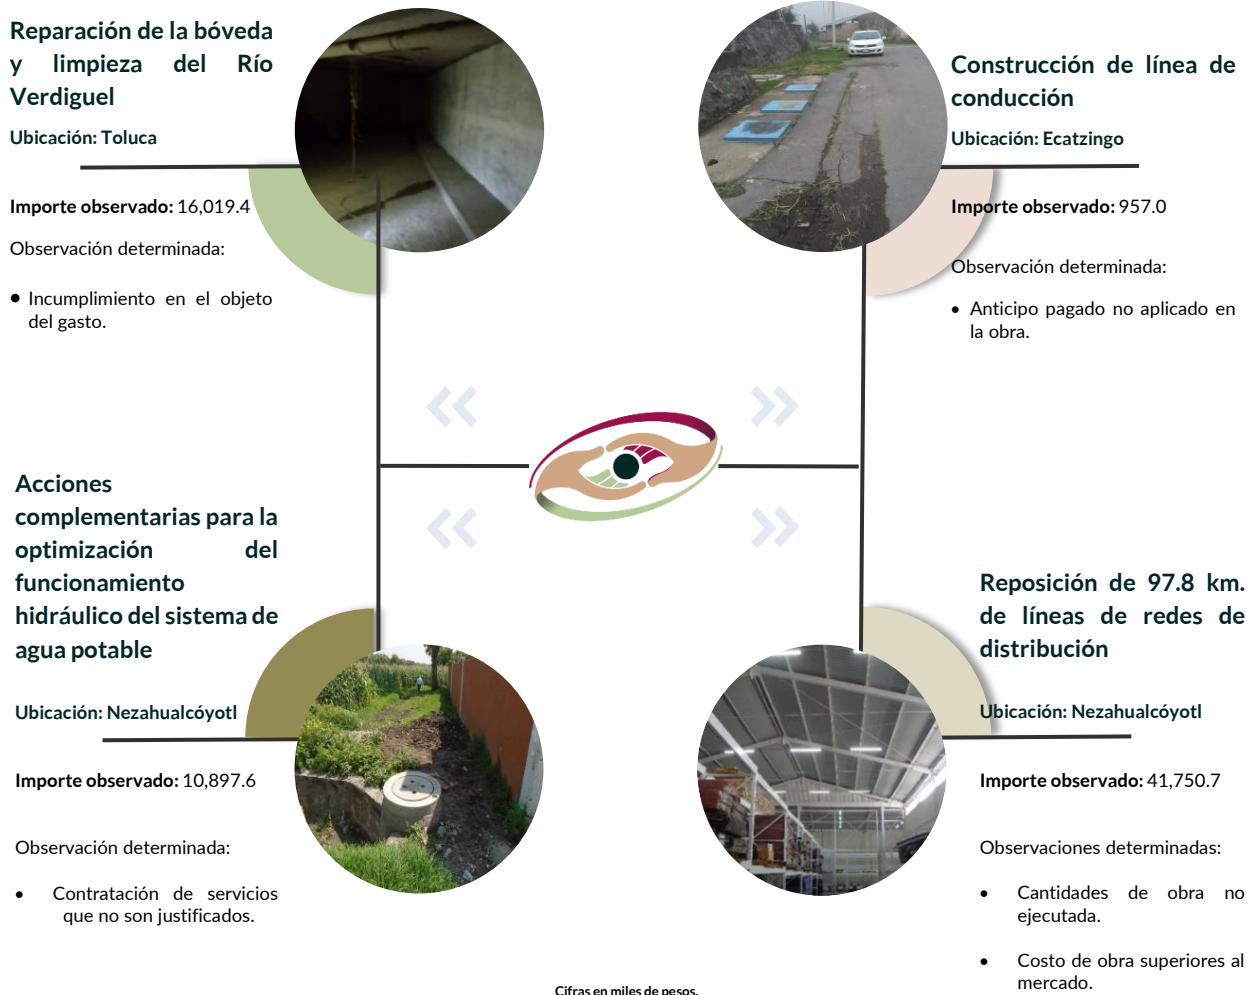 Reparación de la bóveda
y limpieza del Río
Verdiguel
Ubicación: Toluca
Importe observado: 16,019.4
Observación determinada:
• Incumplimiento en el objeto
del gasto.
Construcción de línea de
conducción
Ubicación: Ecatzingo
Importe observado: 957.0
Observación determinada:
• Anticipo pagado no aplicado en
la obra.
Acciones
complementarias para la
optimización del
funcionamiento
hidráulico del sistema de
agua potable
Ubicación: Nezahualcóyotl
Importe observado: 10,897.6
Observación determinada:
• Contratación de servicios
que no son justificados.
Reposición de 97.8 km.
de líneas de redes de
distribución
Ubicación: Nezahualcóyotl
Importe observado: 41,750.7
Observaciones determinadas:
• Cantidades de obra no
ejecutada.
• Costo de obra superiores al
mercado.
Cifras en miles de pesos.